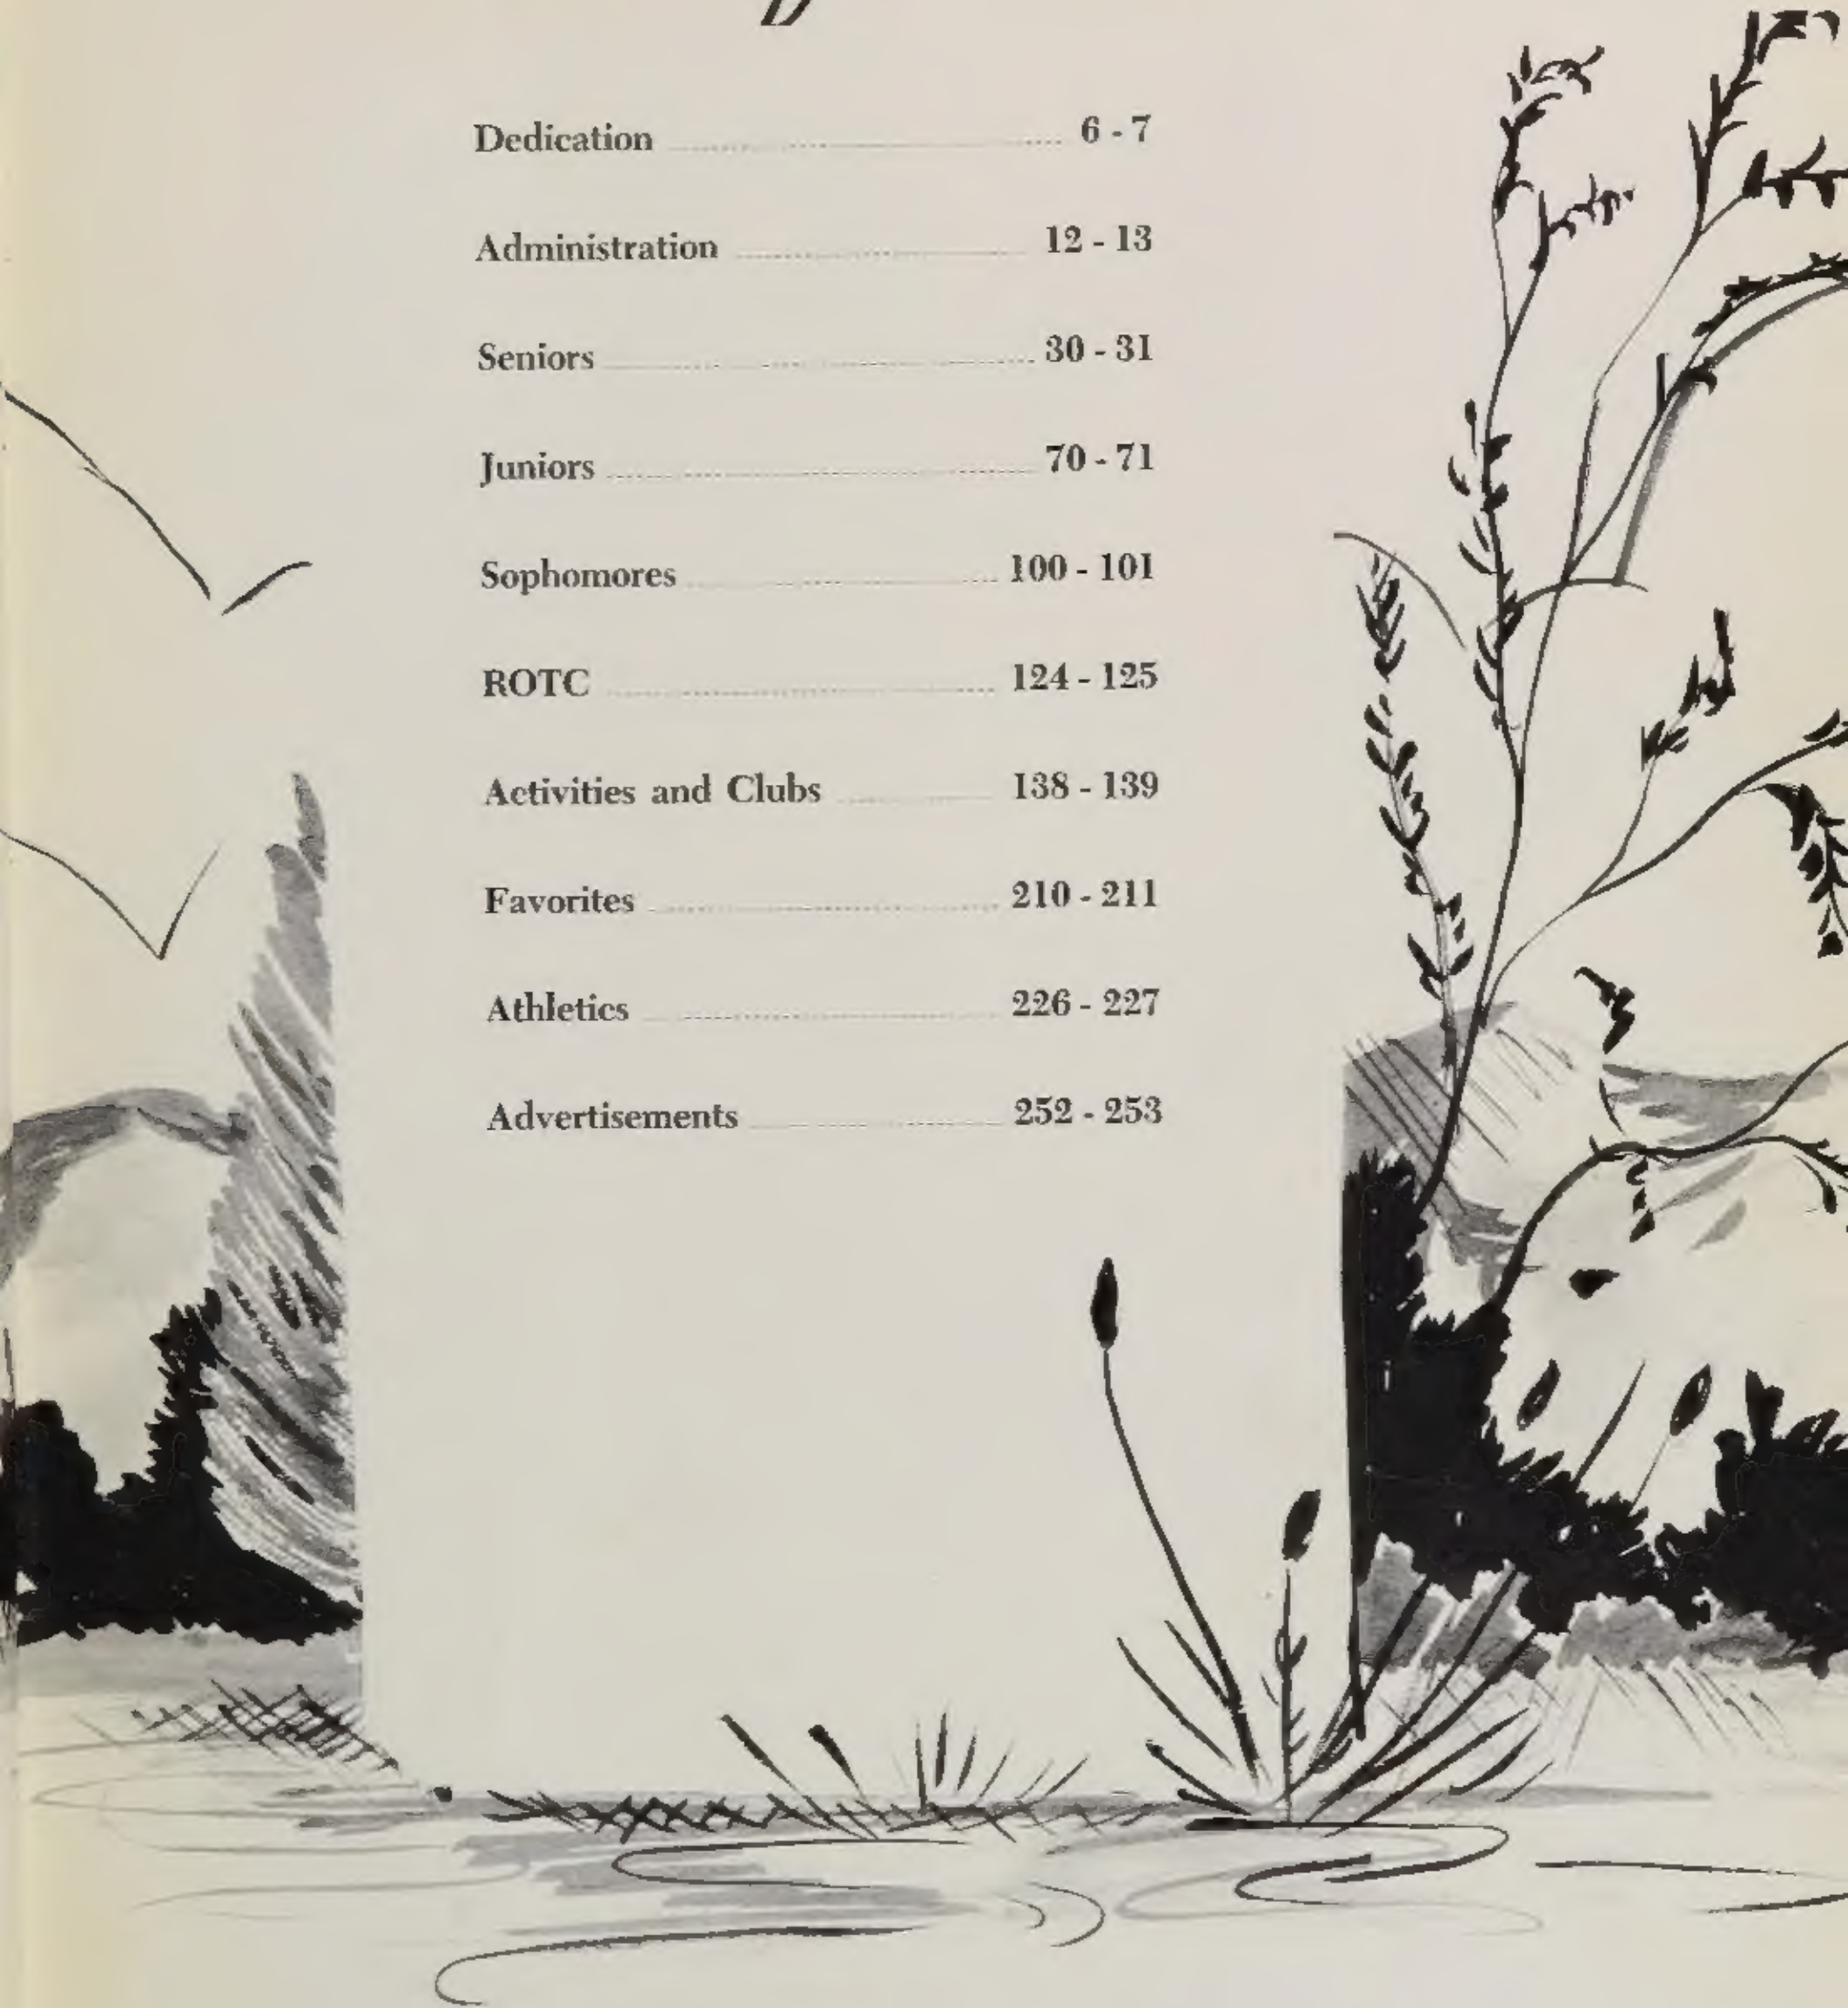 Dedication 6 - 7
Administration 12 - 13
Seniors 30 - 31
Juniors 70 - 71
Sophomores 100 - 101
ROTC 124 - 125
Activities and Clubs 138 - 139
Favorites 210 - 211
Athletics 226 - 227
Advertisements 252 - 253